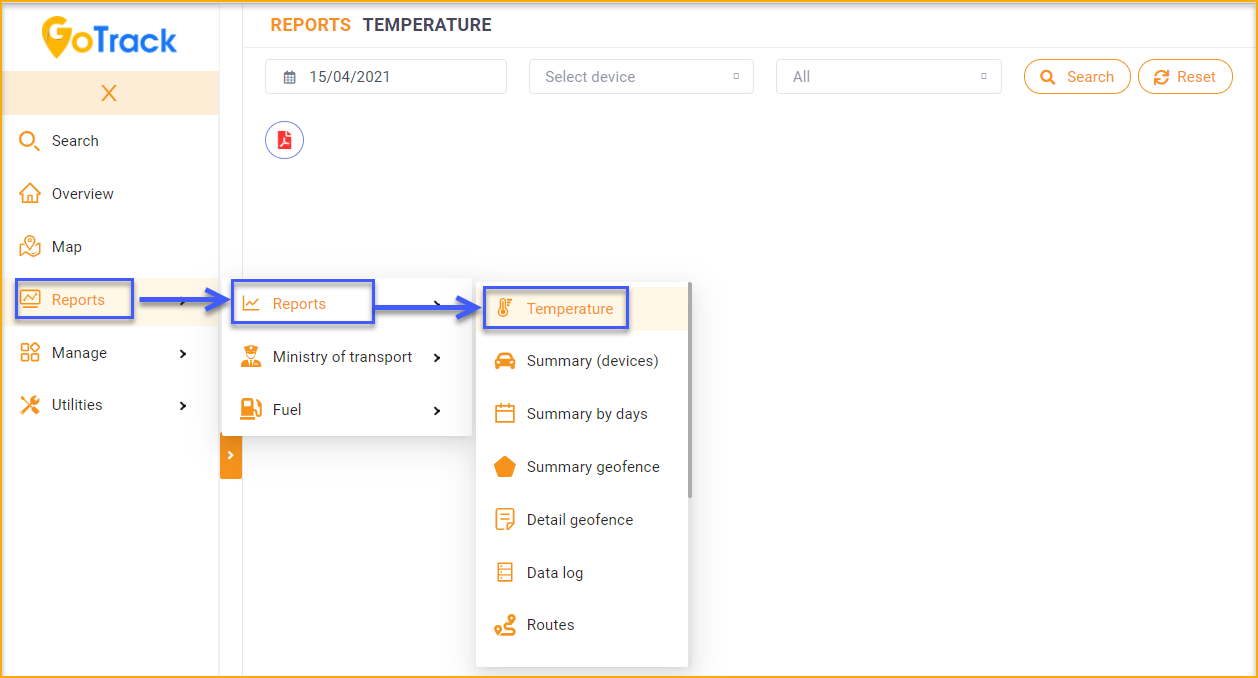 GoTrack
REPORTS TEMPERATURE
15/04/2021
Select device
All
Search
Reset
X
Search
Overview
Map
Reports
Manage
Utilities
Reports
Ministry of transport
Fuel
Temperature
Summary (devices)
Summary by days
Summary geofence
Detail geofence
Data log
Routes